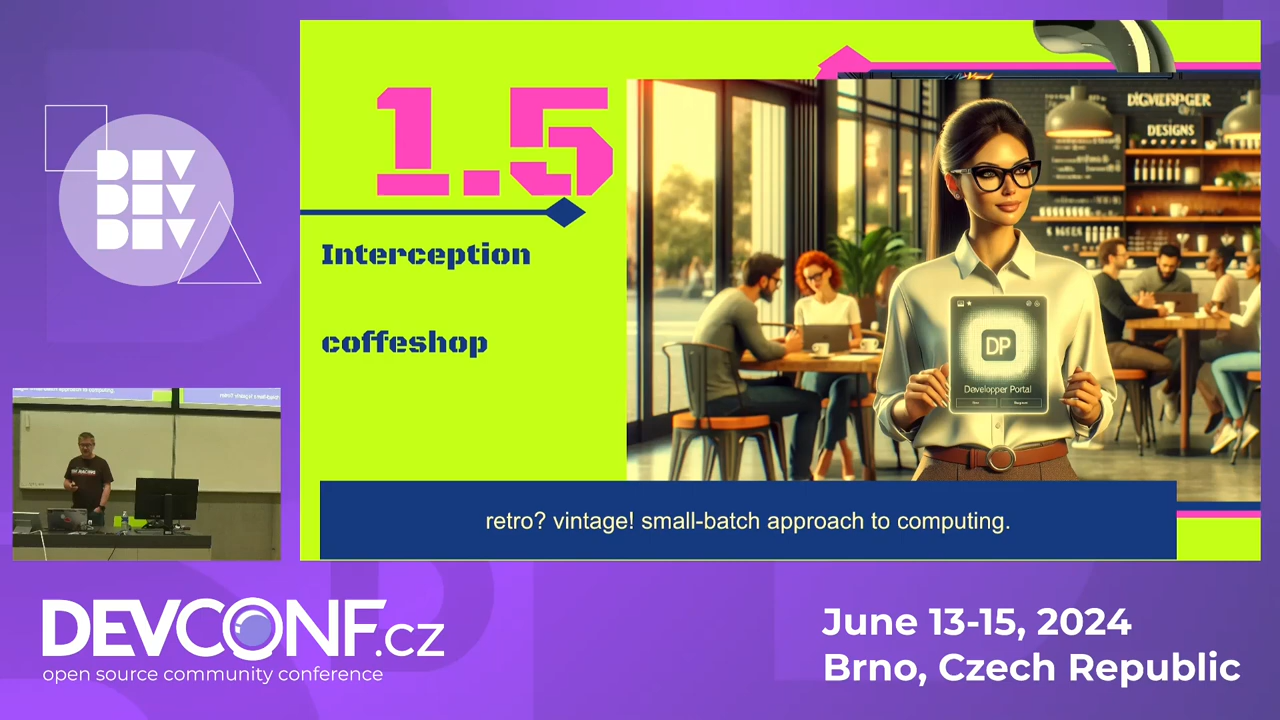 DEV
DEV
DEV
1.5
Interception
coffeshop
DESIGNS
DP
Developper Portal
retro? vintage! small-batch approach to computing.
DEVCONF.cz
open source community conference
June 13-15, 2024
Brno, Czech Republic